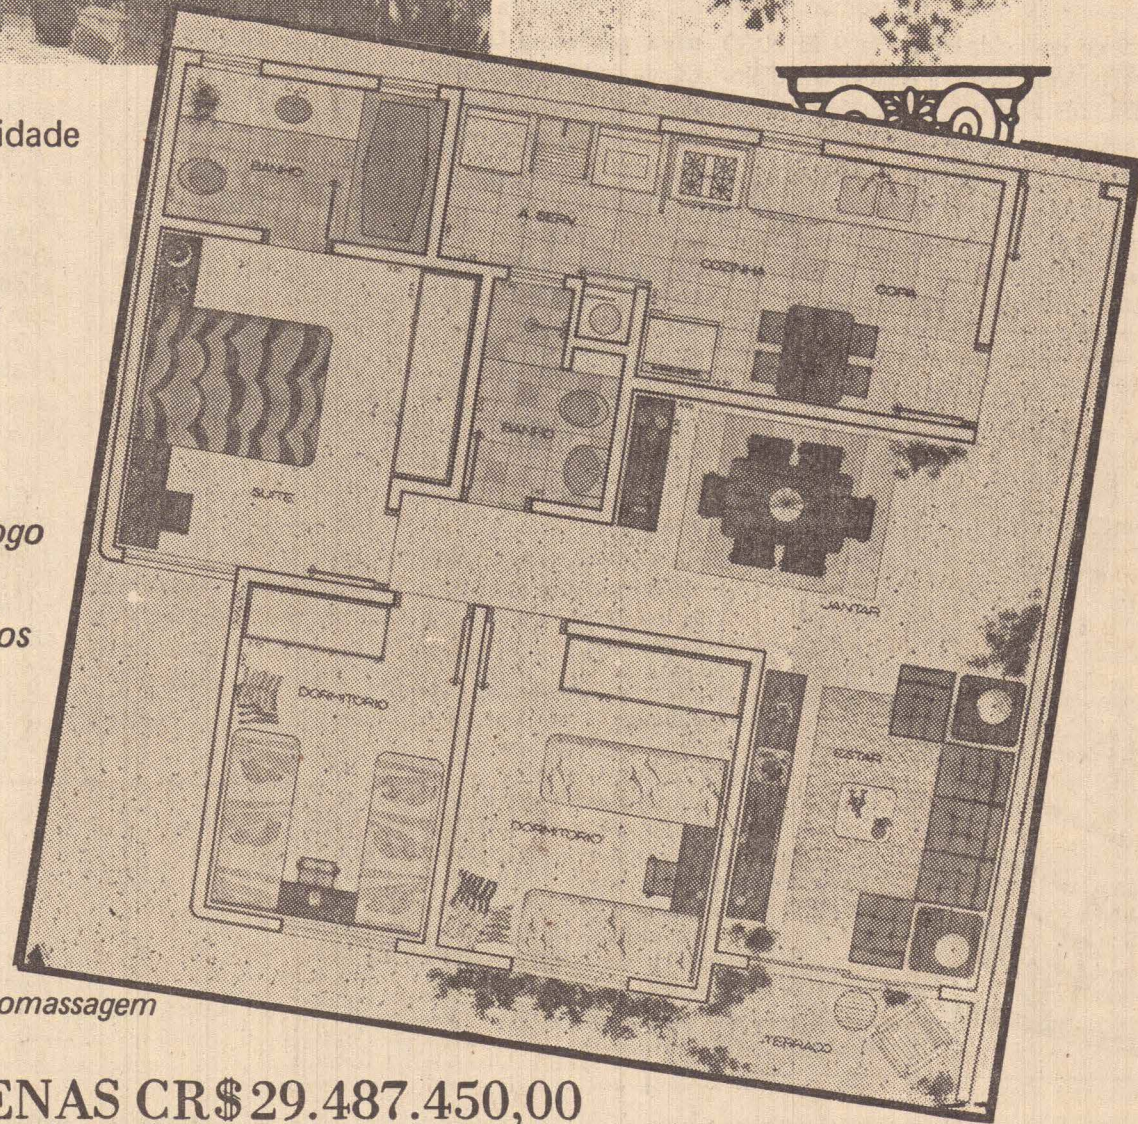 idade
ogo
os
omassagem
ENAS CR$29.487.450,00
BANHO
A. SERV.
COZINHA
COPA
SUITE
BANHO
JANTAR
DORMITORIO
ESTAR
DORMITORIO
TERRACO